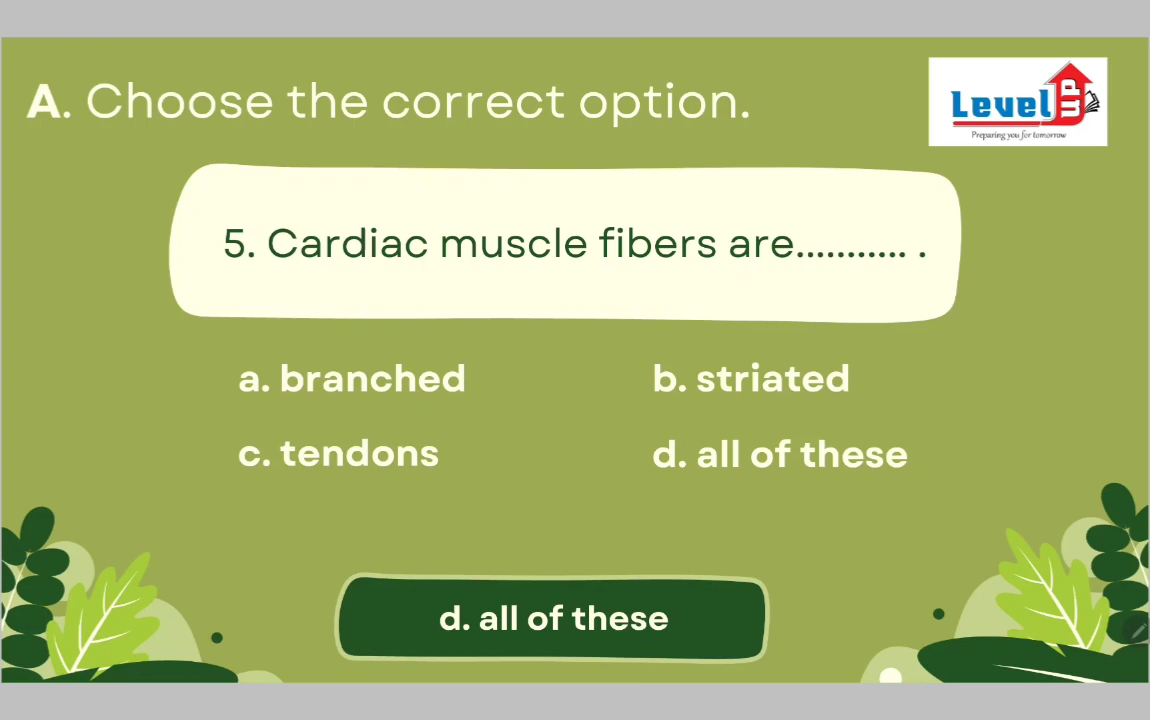 A. Choose the correct option.
Level up
Preparing you for tomorrow
5. Cardiac muscle fibers are........... .
a. branched
b. striated
c. tendons
d. all of these
d. all of these